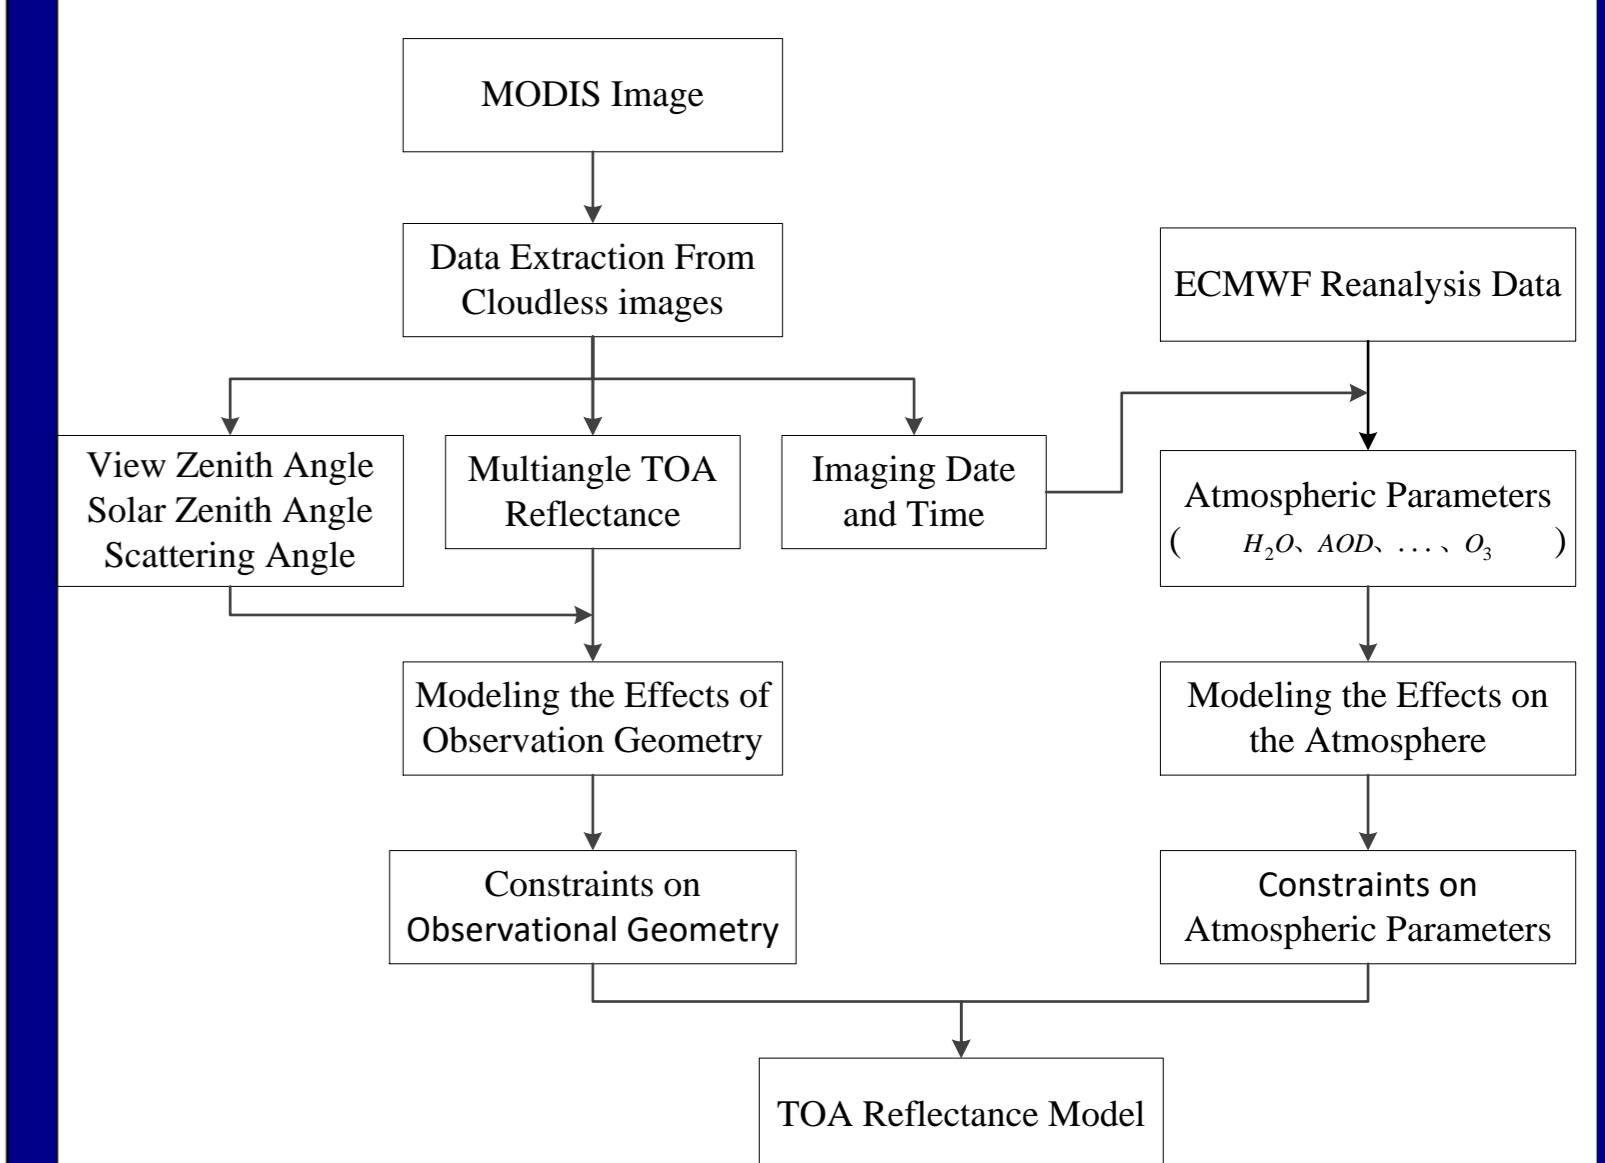 MODIS Image
Data Extraction From
Cloudless images
ECMWF Reanalysis Data
View Zenith Angle
Solar Zenith Angle
Scattering Angle
Multiangle TOA
Reflectance
Imaging Date
and Time
Atmospheric Parameters
( H₂O、AOD、...、O₃ )
Modeling the Effects of
Observation Geometry
Modeling the Effects on
the Atmosphere
Constraints on
Observational Geometry
Constraints on
Atmospheric Parameters
TOA Reflectance Model